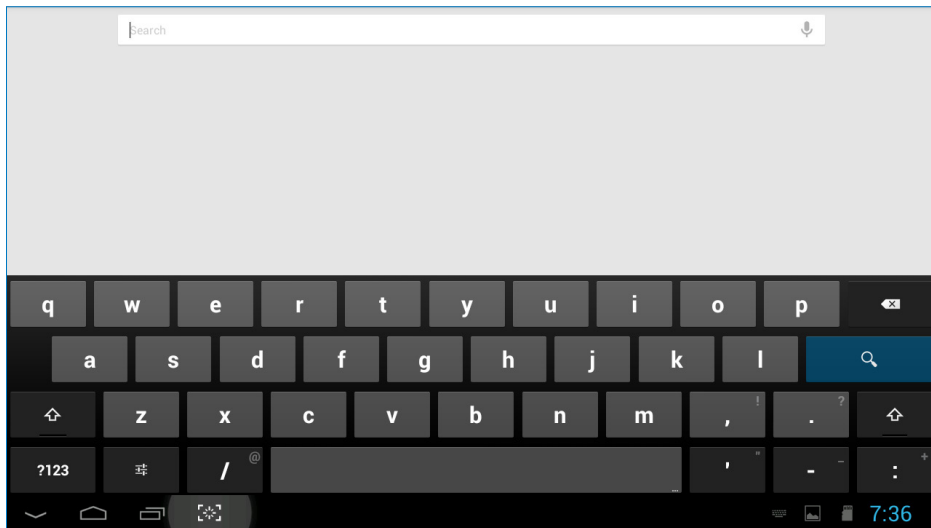 Search
q w e r t y u i o p
a s d f g h j k l
z x c v b n m , ! . ?
?123 / @ ... ' " - _ : +
7:36